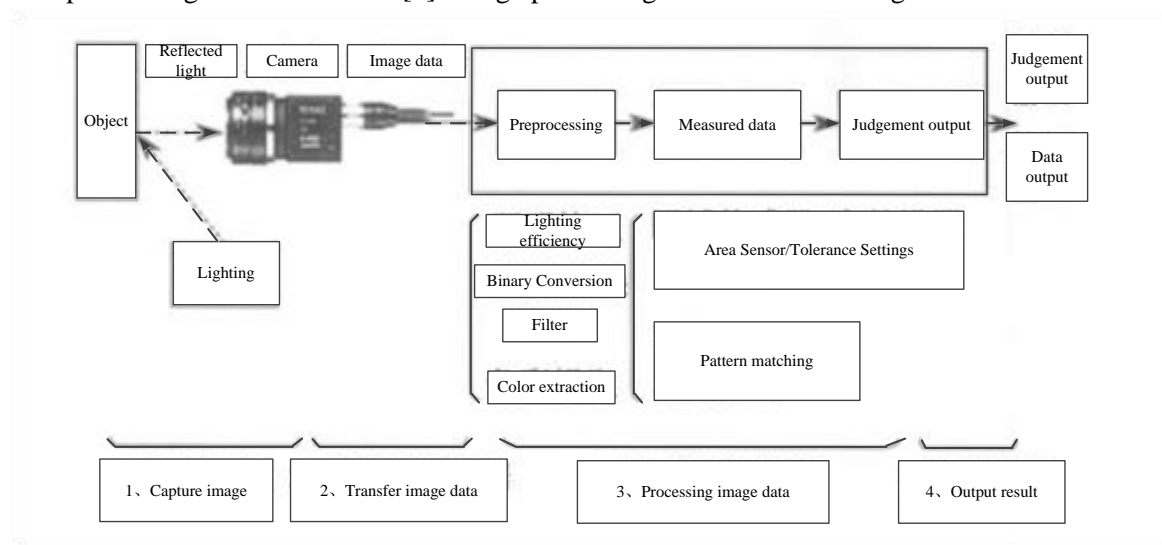 Reflected
light
Camera
Image data
Judgement
output
Object
Preprocessing
Measured data
Judgement output
Data
output
Lighting
Lighting
efficiency
Binary Conversion
Filter
Color extraction
Area Sensor/Tolerance Settings
Pattern matching
1、Capture image
2、Transfer image data
3、Processing image data
4、Output result